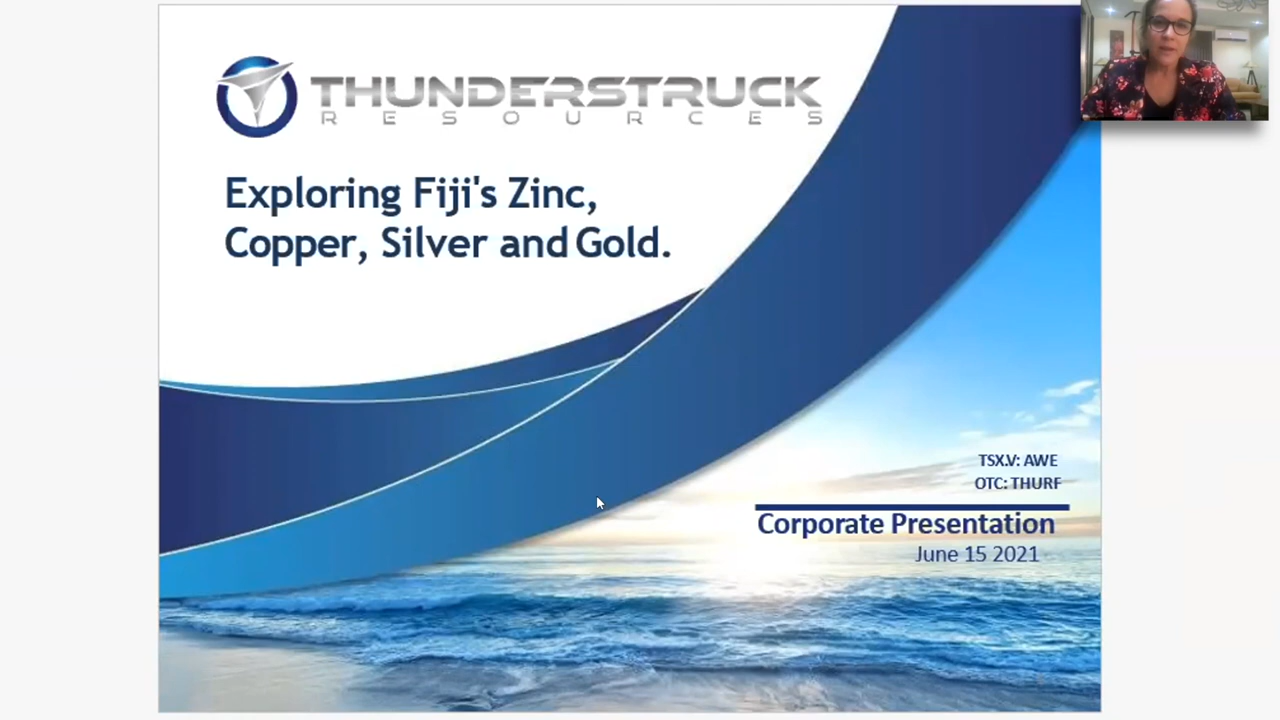 THUNDERSTRUCK
RESOURCES
Exploring Fiji's Zinc,
Copper, Silver and Gold.
TSX.V: AWE
OTC: THURF
Corporate Presentation
June 15 2021